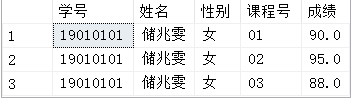 学号 姓名 性别 课程号 成绩
1 19010101 储兆雯 女 01 90.0
2 19010101 储兆雯 女 02 95.0
3 19010101 储兆雯 女 03 88.0